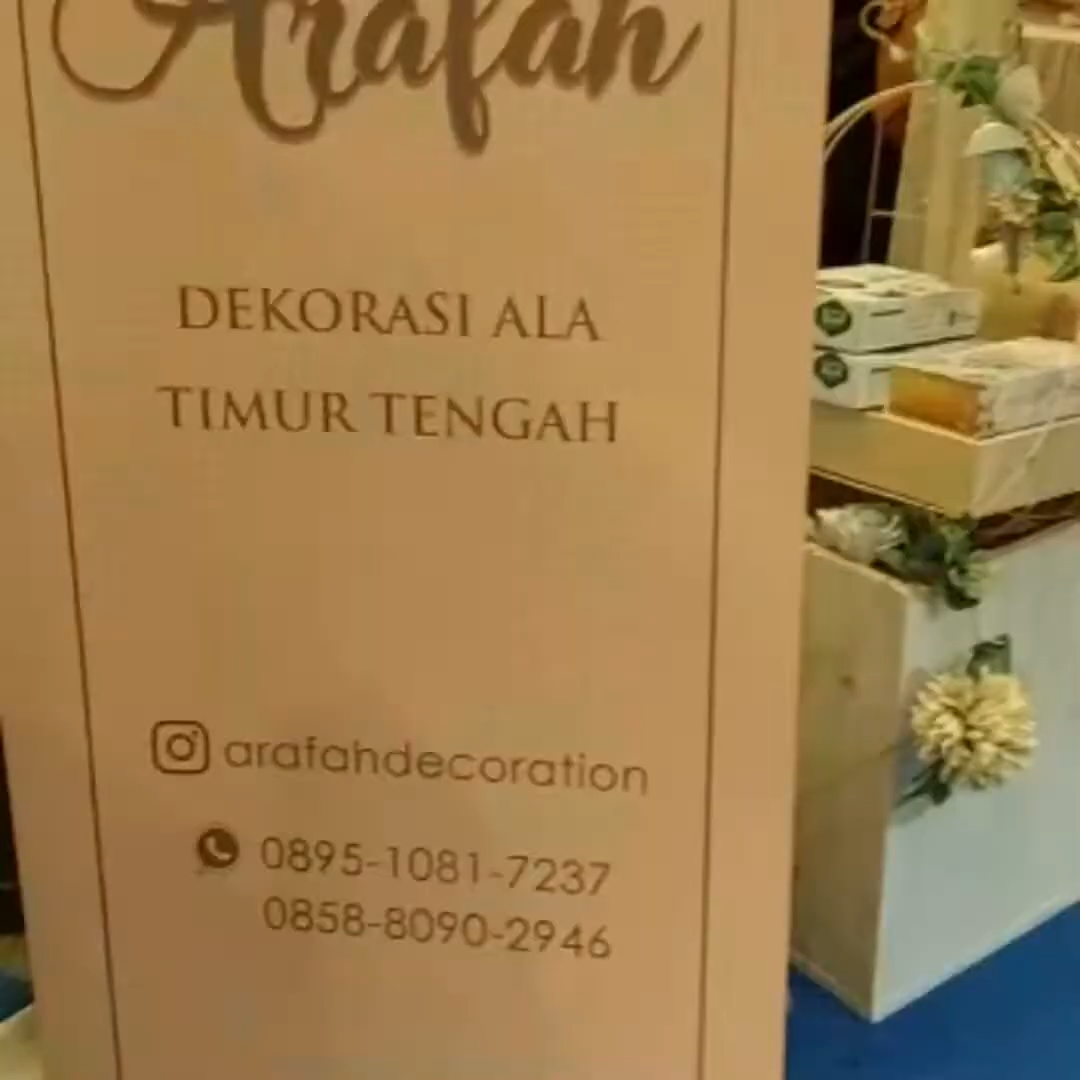 Arafah
DEKORASI ALA
TIMUR TENGAH
arafahdecoration
0895-1081-7237
0858-8090-2946